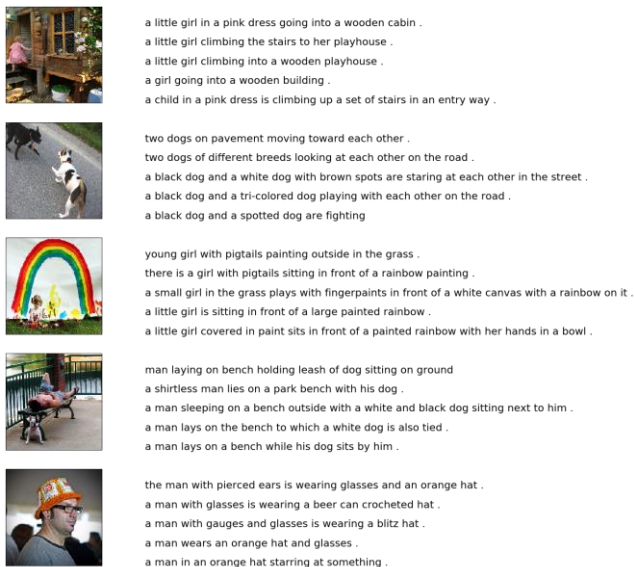 a little girl in a pink dress going into a wooden cabin .
a little girl climbing the stairs to her playhouse .
a little girl climbing into a wooden playhouse .
a girl going into a wooden building .
a child in a pink dress is climbing up a set of stairs in an entry way .
two dogs on pavement moving toward each other .
two dogs of different breeds looking at each other on the road .
a black dog and a white dog with brown spots are staring at each other in the street .
a black dog and a tri-colored dog playing with each other on the road .
a black dog and a spotted dog are fighting
young girl with pigtails painting outside in the grass .
there is a girl with pigtails sitting in front of a rainbow painting .
a small girl in the grass plays with fingerpaints in front of a white canvas with a rainbow on it .
a little girl is sitting in front of a large painted rainbow .
a little girl covered in paint sits in front of a painted rainbow with her hands in a bowl .
man laying on bench holding leash of dog sitting on ground
a shirtless man lies on a park bench with his dog .
a man sleeping on a bench outside with a white and black dog sitting next to him .
a man lays on the bench to which a white dog is also tied .
a man lays on a bench while his dog sits by him .
the man with pierced ears is wearing glasses and an orange hat .
a man with glasses is wearing a beer can crocheted hat .
a man with gauges and glasses is wearing a blitz hat .
a man wears an orange hat and glasses .
a man in an orange hat starring at something .